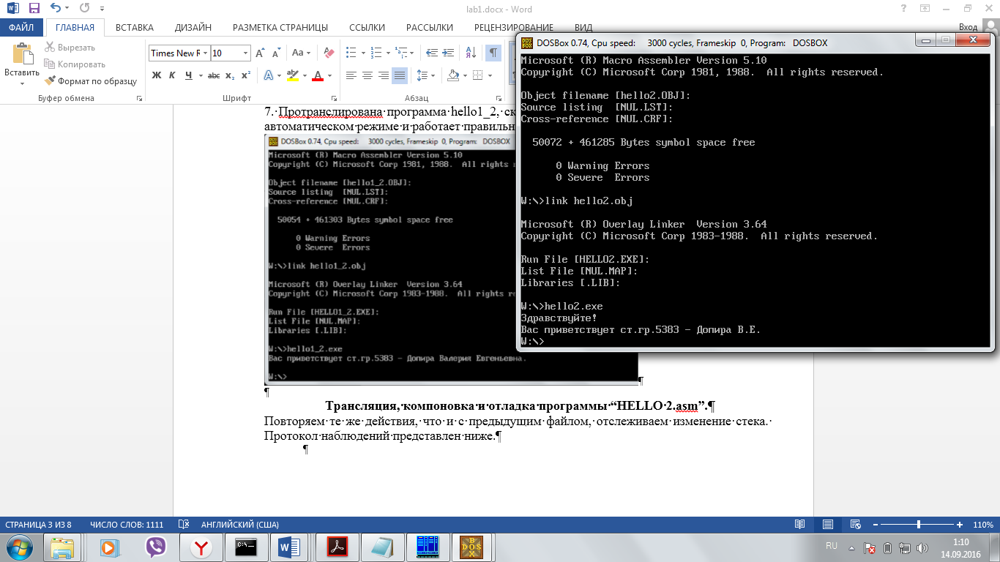 lab1.docx - Word
ФАЙЛ ГЛАВНАЯ ВСТАВКА ДИЗАЙН РАЗМЕТКА СТРАНИЦЫ ССЫЛКИ РАССЫЛКИ РЕЦЕНЗИРОВАНИЕ ВИД Вход
Вставить
Вырезать
Копировать
Формат по образцу
Буфер обмена
Times New R 10
Ж К Ч abc x₂ x²
Шрифт
Абзац
7. Протранслирована программа hello1_2, ск
автоматическом режиме и работает правильн
DOSBox 0.74, Cpu speed: 3000 cycles, Frameskip 0, Program: DOSBOX
Microsoft (R) Macro Assembler Version 5.10
Copyright (C) Microsoft Corp 1981, 1988. All rights r
Object filename [hello1_2.OBJ]:
Source listing [NUL.LST]:
Cross-reference [NUL.CRF]:
50054 + 461303 Bytes symbol space free
0 Warning Errors
0 Severe Errors
W:\>link hello1_2.obj
Microsoft (R) Overlay Linker Version 3.64
Copyright (C) Microsoft Corp 1983-1988. All rights r
Run File [HELLO1_2.EXE]:
List File [NUL.MAP]:
Libraries [.LIB]:
W:\>hello1_2.exe
Вас приветствует ст.гр.5383 - Допира Валерия Евгеньевна.
W:\>
¶
¶
Трансляция, компоновка и отладка программы “HELLO 2.asm”.¶
Повторяем те же действия, что и с предыдущим файлом, отслеживаем изменение стека.
Протокол наблюдений представлен ниже.¶
¶
DOSBox 0.74, Cpu speed: 3000 cycles, Frameskip 0, Program: DOSBOX
Microsoft (R) Macro Assembler Version 5.10
Copyright (C) Microsoft Corp 1981, 1988. All rights reserved.
Object filename [hello2.OBJ]:
Source listing [NUL.LST]:
Cross-reference [NUL.CRF]:
50072 + 461285 Bytes symbol space free
0 Warning Errors
0 Severe Errors
W:\>link hello2.obj
Microsoft (R) Overlay Linker Version 3.64
Copyright (C) Microsoft Corp 1983-1988. All rights reserved.
Run File [HELLO2.EXE]:
List File [NUL.MAP]:
Libraries [.LIB]:
W:\>hello2.exe
Здравствуйте!
Вас приветствует ст.гр.5383 - Допира В.Е.
W:\>
СТРАНИЦА 3 ИЗ 8 ЧИСЛО СЛОВ: 1111 АНГЛИЙСКИЙ (США) 110%
RU 1:10
14.09.2016